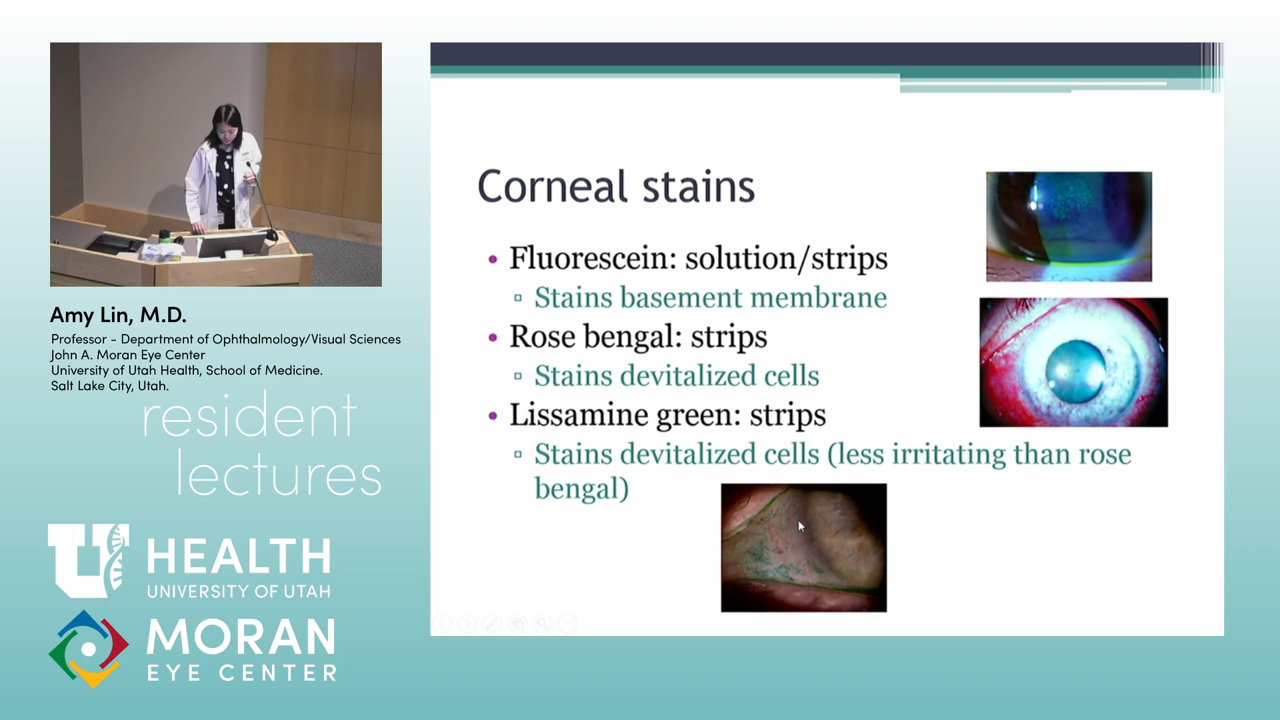 Amy Lin, M.D.
Professor - Department of Ophthalmology/Visual Sciences
John A. Moran Eye Center
University of Utah Health, School of Medicine.
Salt Lake City, Utah.
resident
lectures
U HEALTH
UNIVERSITY OF UTAH
MORAN
EYE CENTER
Corneal stains
• Fluorescein: solution/strips
▫ Stains basement membrane
• Rose bengal: strips
▫ Stains devitalized cells
• Lissamine green: strips
▫ Stains devitalized cells (less irritating than rose
bengal)